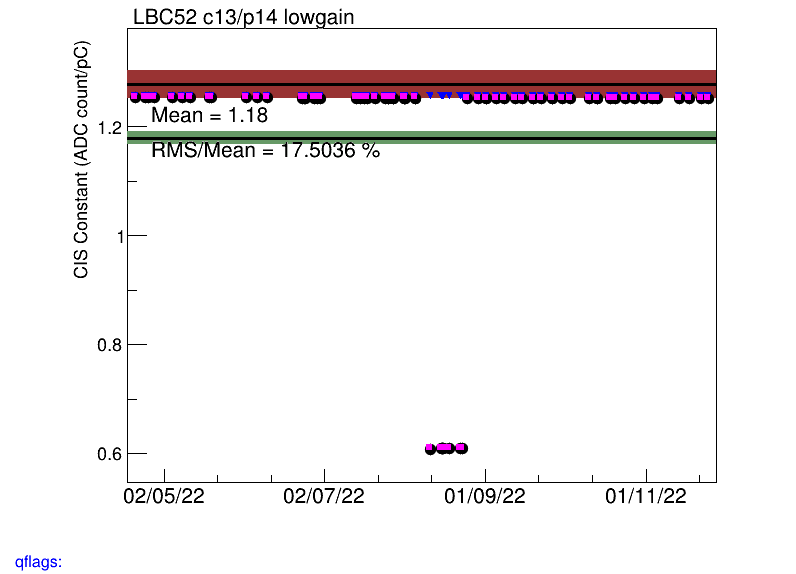 LBC52 c13/p14 lowgain
CIS Constant (ADC count/pC)
Mean = 1.18
RMS/Mean = 17.5036 %
1.2
1
0.8
0.6
02/05/22 02/07/22 01/09/22 01/11/22
qflags: